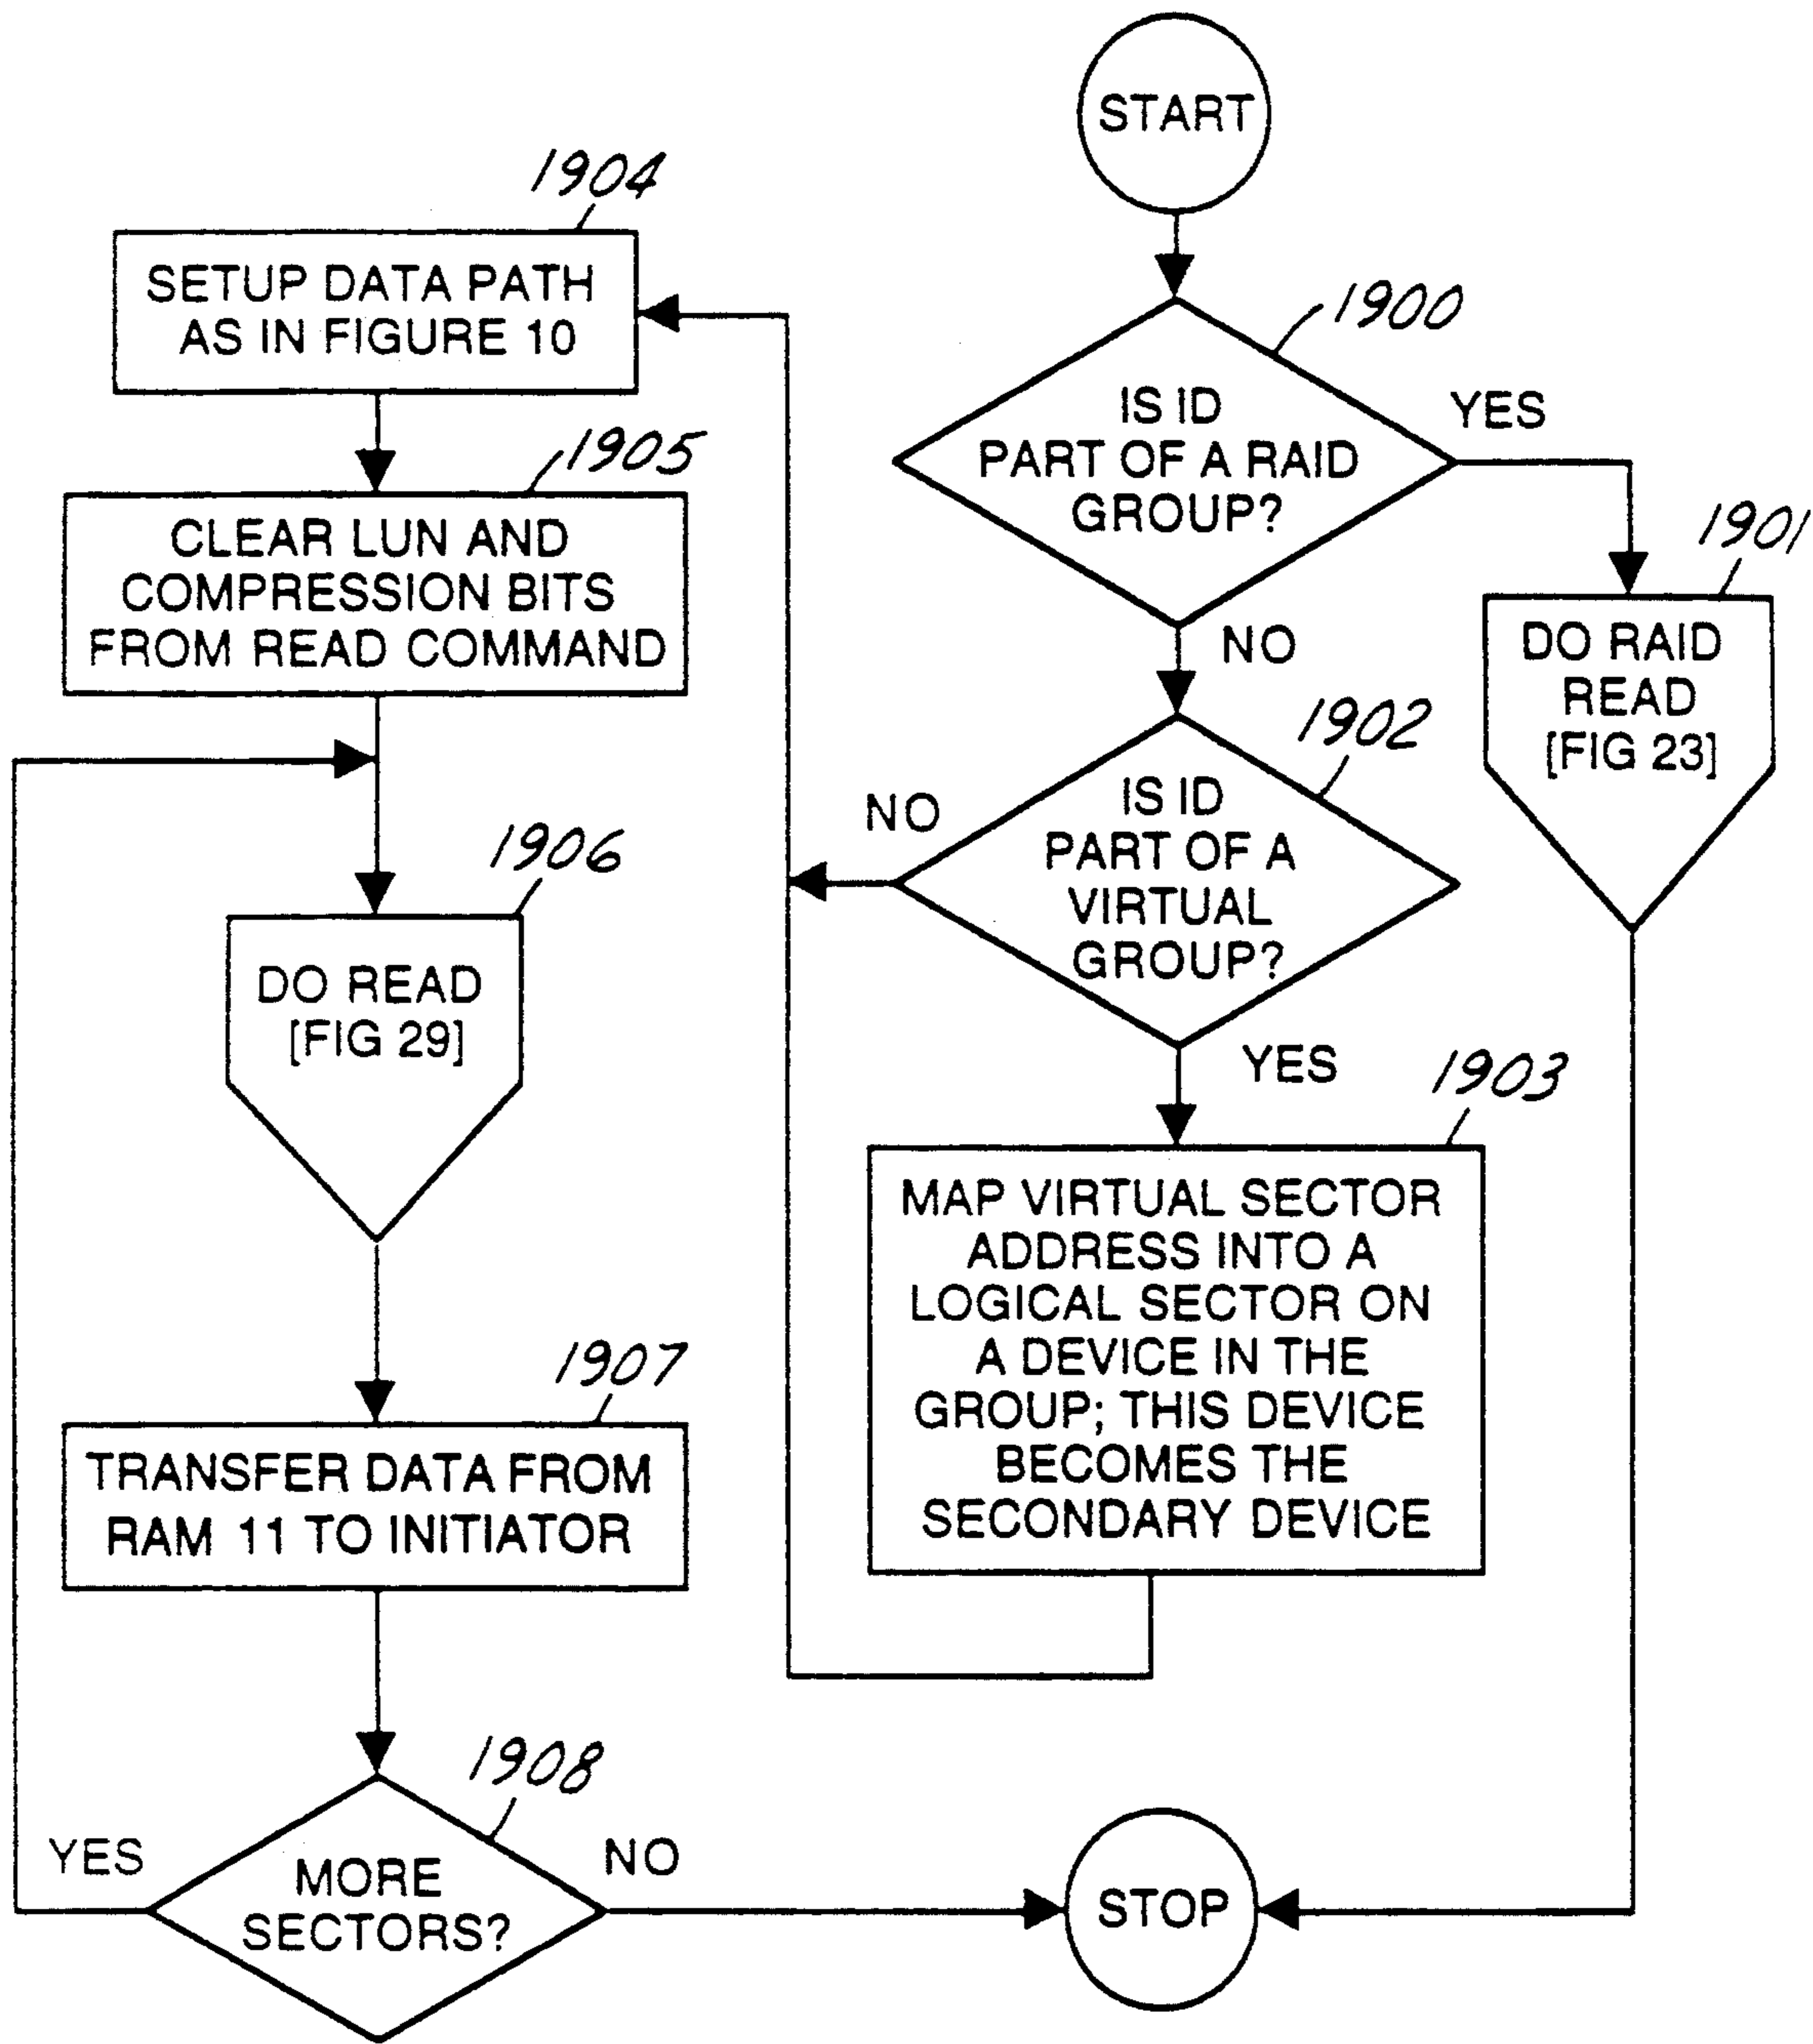 START
1900
IS ID
PART OF A RAID
GROUP?
YES
NO
1901
DO RAID
READ
[FIG 23]
1902
IS ID
PART OF A
VIRTUAL
GROUP?
NO
YES
1903
MAP VIRTUAL SECTOR
ADDRESS INTO A
LOGICAL SECTOR ON
A DEVICE IN THE
GROUP; THIS DEVICE
BECOMES THE
SECONDARY DEVICE
1904
SETUP DATA PATH
AS IN FIGURE 10
1905
CLEAR LUN AND
COMPRESSION BITS
FROM READ COMMAND
1906
DO READ
[FIG 29]
1907
TRANSFER DATA FROM
RAM 11 TO INITIATOR
1908
MORE
SECTORS?
YES
NO
STOP